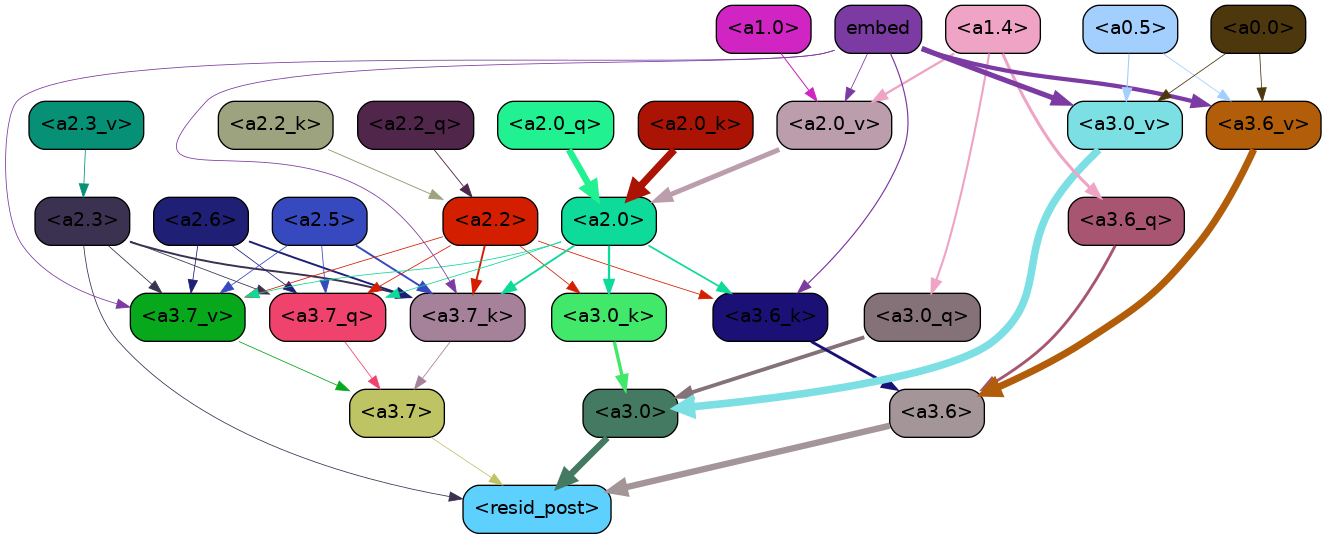 <a1.0>
embed
<a1.4>
<a0.5>
<a0.0>
<a2.3_v>
<a2.2_k>
<a2.2_q>
<a2.0_q>
<a2.0_k>
<a2.0_v>
<a3.0_v>
<a3.6_v>
<a2.3>
<a2.6>
<a2.5>
<a2.2>
<a2.0>
<a3.6_q>
<a3.7_v>
<a3.7_q>
<a3.7_k>
<a3.0_k>
<a3.6_k>
<a3.0_q>
<a3.7>
<a3.0>
<a3.6>
<resid_post>